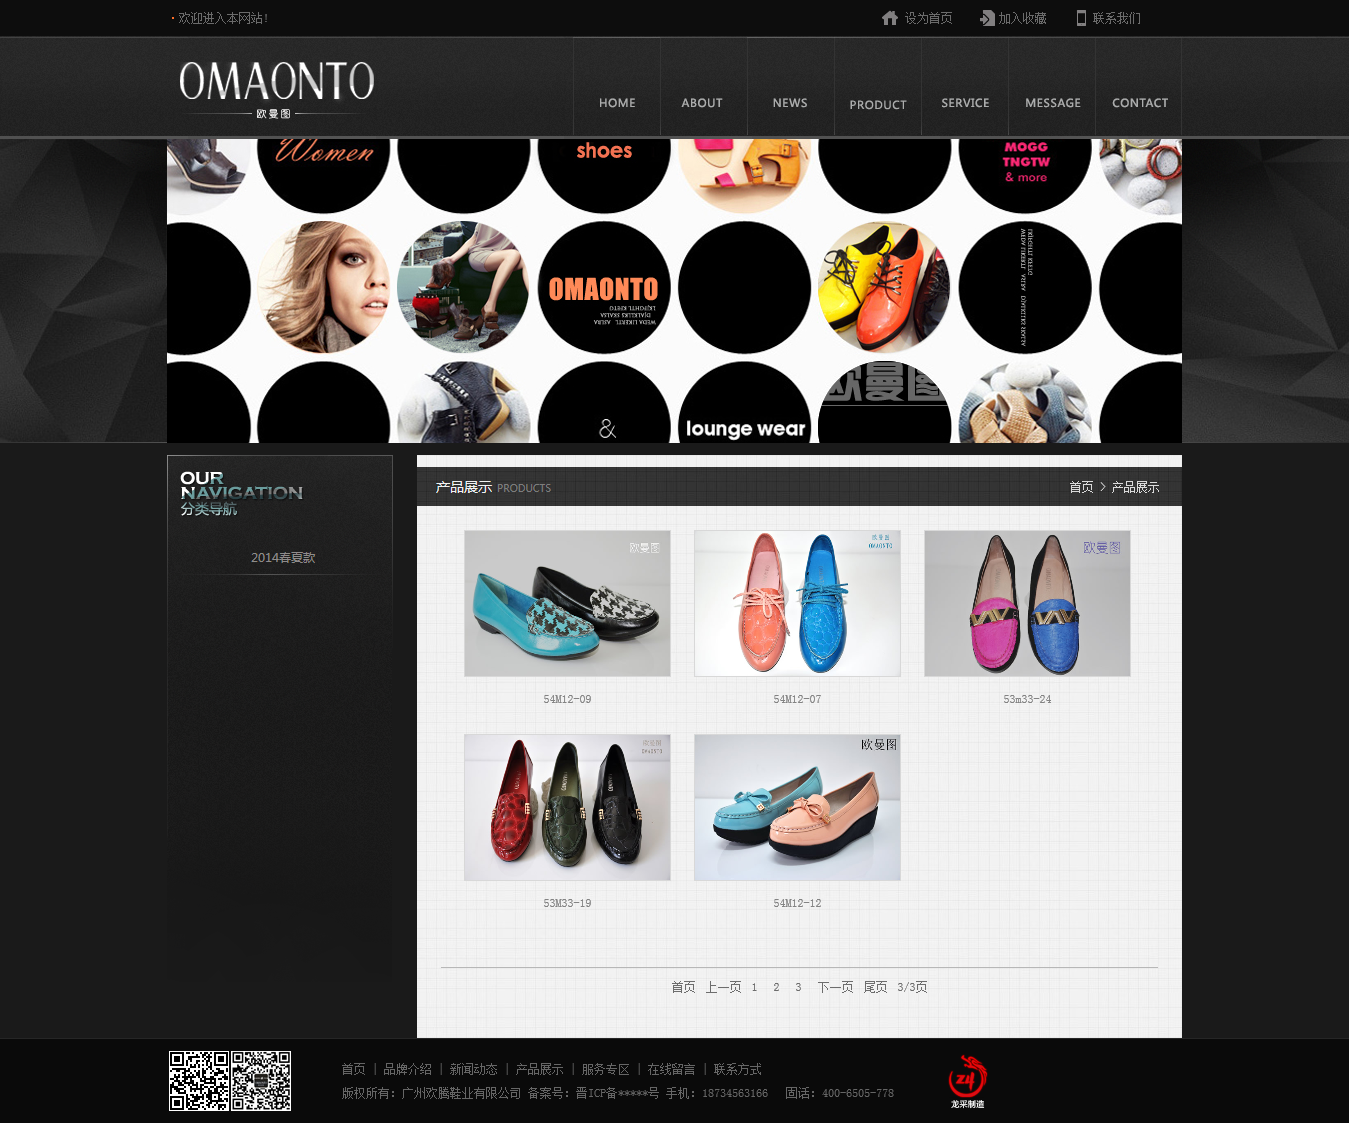 欢迎进入本网站!
设为首页 加入收藏 联系我们
OMAONTO
欧曼图
HOME ABOUT NEWS PRODUCT SERVICE MESSAGE CONTACT
Women
shoes
MOGG
TNGTW
& more
OMAONTO
欧曼图
&
lounge wear
OUR
NAVIGATION
分类导航
2014春夏款
产品展示 PRODUCTS
首页 > 产品展示
欧曼图
欧曼图
OMAONTO
欧曼图
54M12-09
54M12-07
53m33-24
欧曼图
欧曼图
53M33-19
54M12-12
首页 上一页 1 2 3 下一页 尾页 3/3页
首页 | 品牌介绍 | 新闻动态 | 产品展示 | 服务专区 | 在线留言 | 联系方式
版权所有: 广州欢腾鞋业有限公司 备案号: 晋ICP备*****号 手机: 18734563166 固话: 400-6505-778
龙采制造